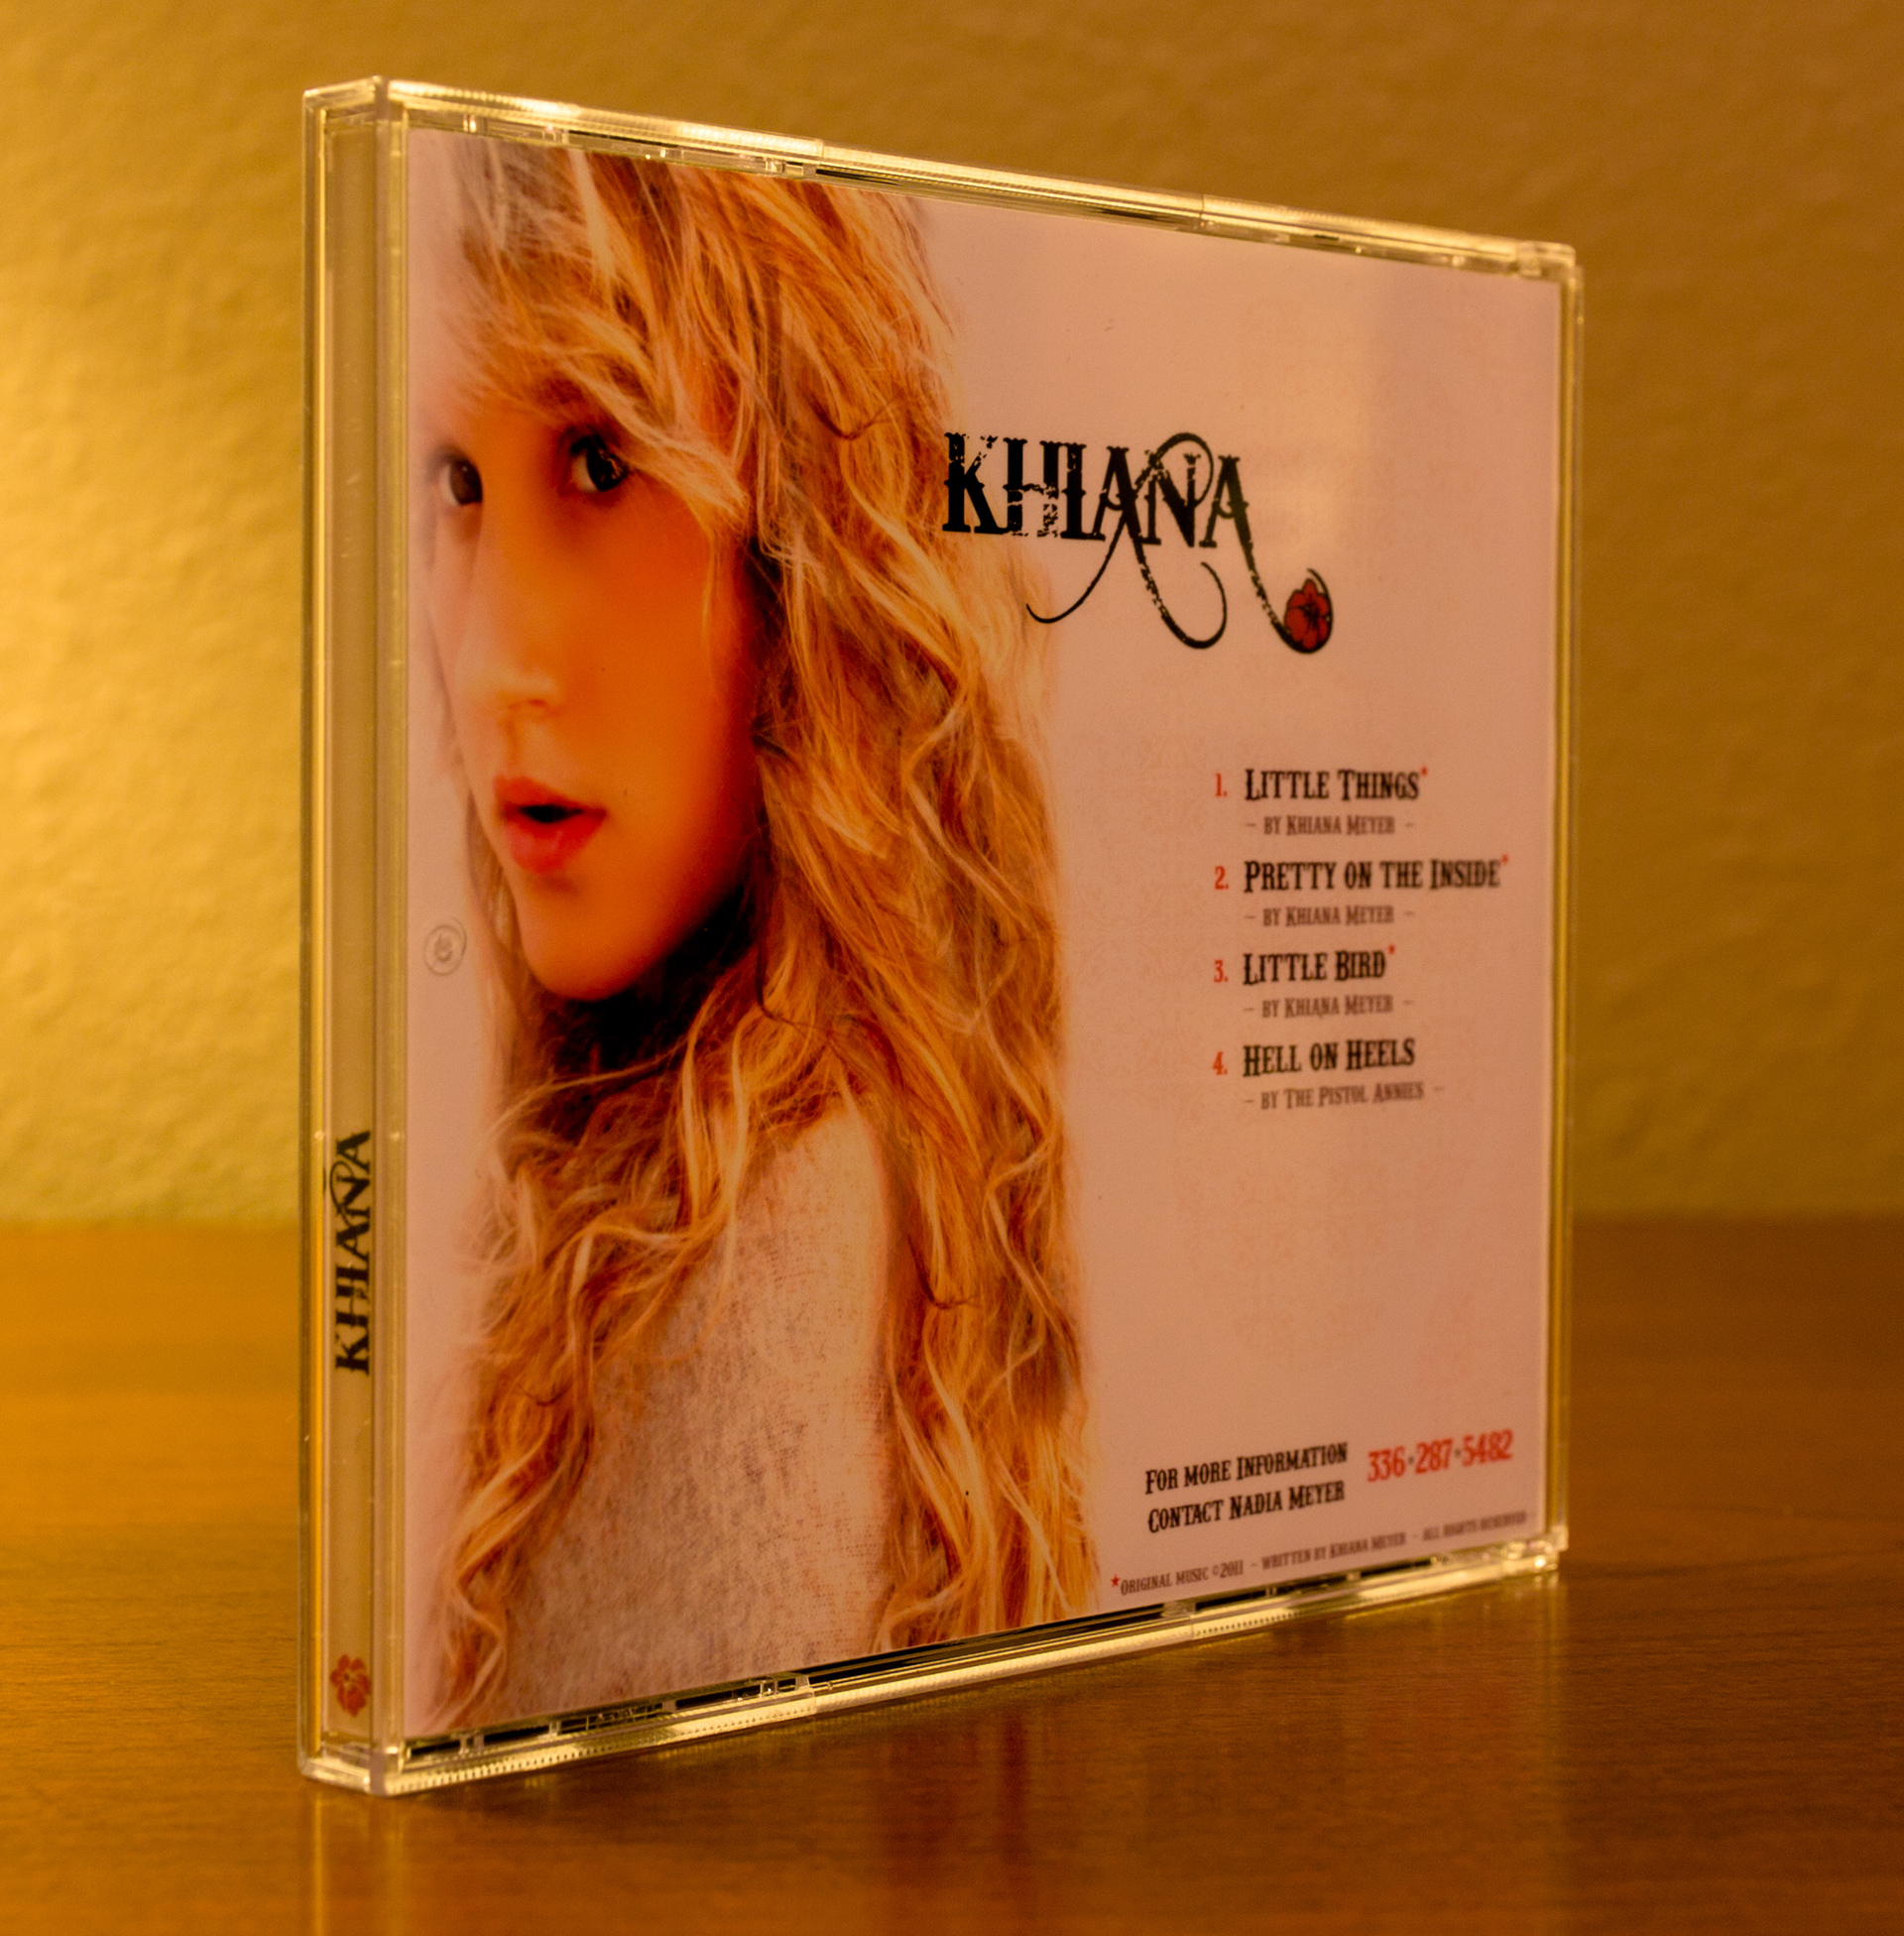 KHIANA
KHIANA
1. LITTLE THINGS*
– BY KHIANA MEYER –
2. PRETTY ON THE INSIDE*
– BY KHIANA MEYER –
3. LITTLE BIRD*
– BY KHIANA MEYER –
4. HELL ON HEELS
– BY THE PISTOL ANNIES –
FOR MORE INFORMATION
CONTACT NADIA MEYER
336•287•5482
*ORIGINAL MUSIC ©2011 – WRITTEN BY KHIANA MEYER – ALL RIGHTS RESERVED